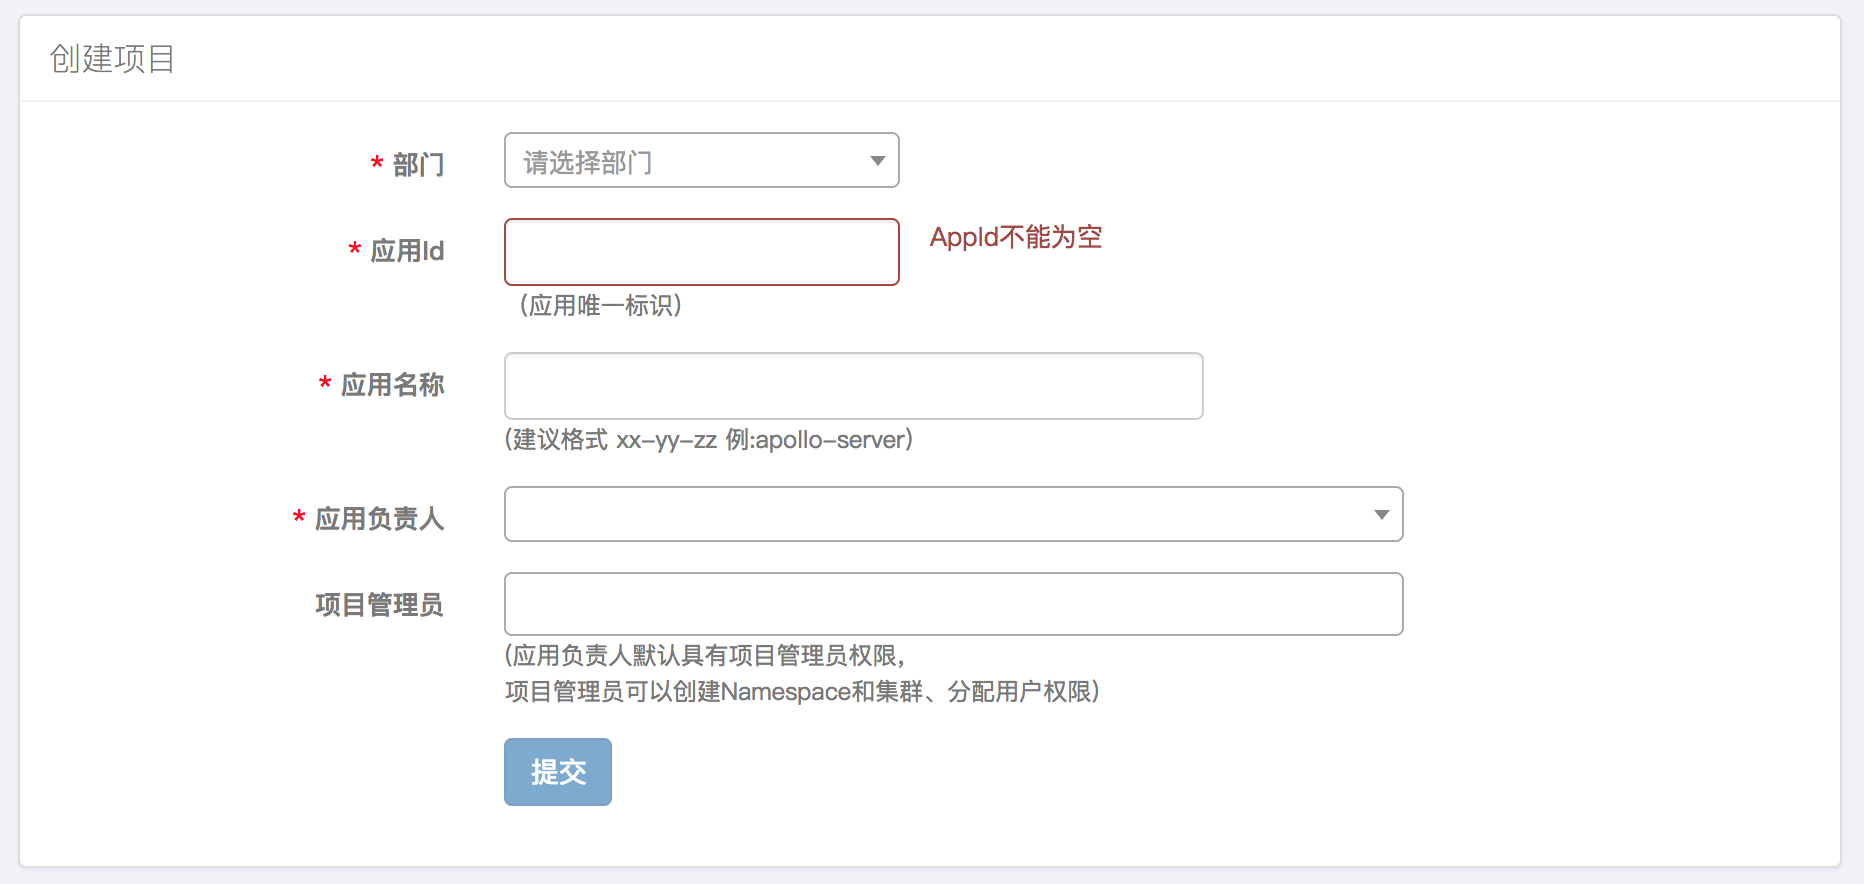 创建项目
* 部门
请选择部门
* 应用Id
AppId不能为空
(应用唯一标识)
* 应用名称
(建议格式 xx-yy-zz 例:apollo-server)
* 应用负责人
项目管理员
(应用负责人默认具有项目管理员权限,
项目管理员可以创建Namespace和集群、分配用户权限)
提交